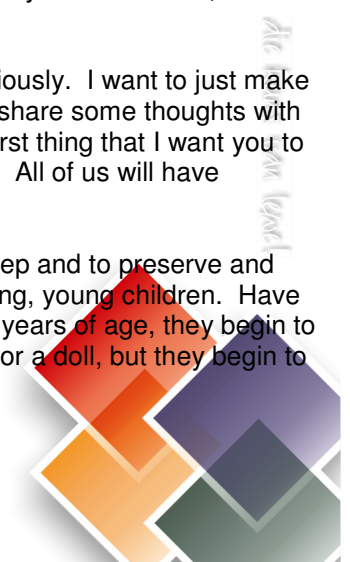 iously. I want to just make
share some thoughts with
rst thing that I want you to
All of us will have
ep and to preserve and
ng, young children. Have
years of age, they begin to
or a doll, but they begin to
die
van